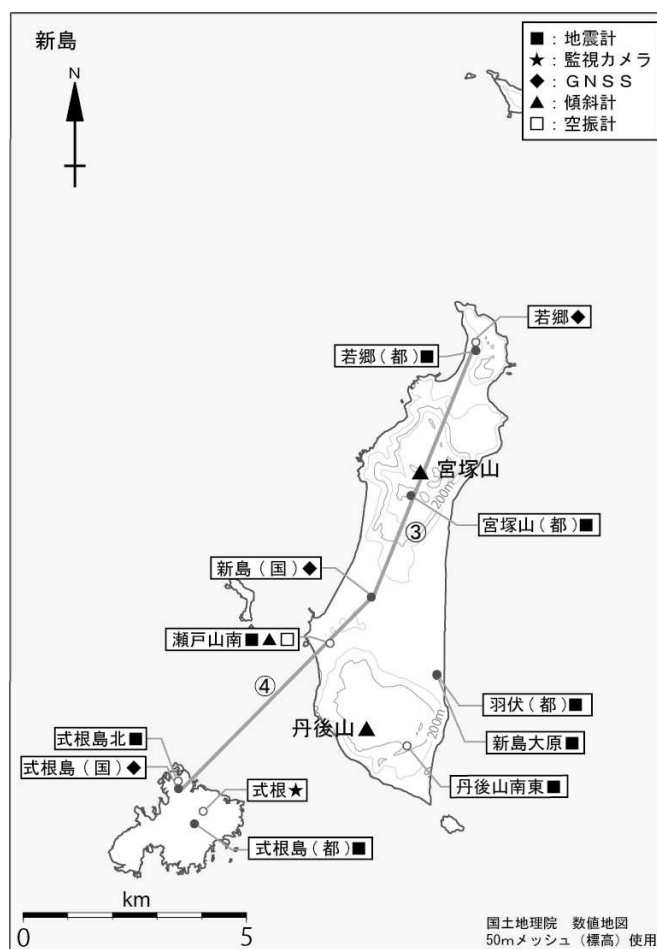 新島
■：地震計
★：監視カメラ
◆：ＧＮＳＳ
▲：傾斜計
□：空振計
N
若郷◆
若郷（都）■
宮塚山
200m
宮塚山（都）■
③
新島（国）◆
瀬戸山南■▲□
④
羽伏（都）■
丹後山
200m
新島大原■
式根島北■
式根島（国）◆
式根★
丹後山南東■
式根島（都）■
km
0 5
国土地理院　数値地図
50mメッシュ（標高）使用